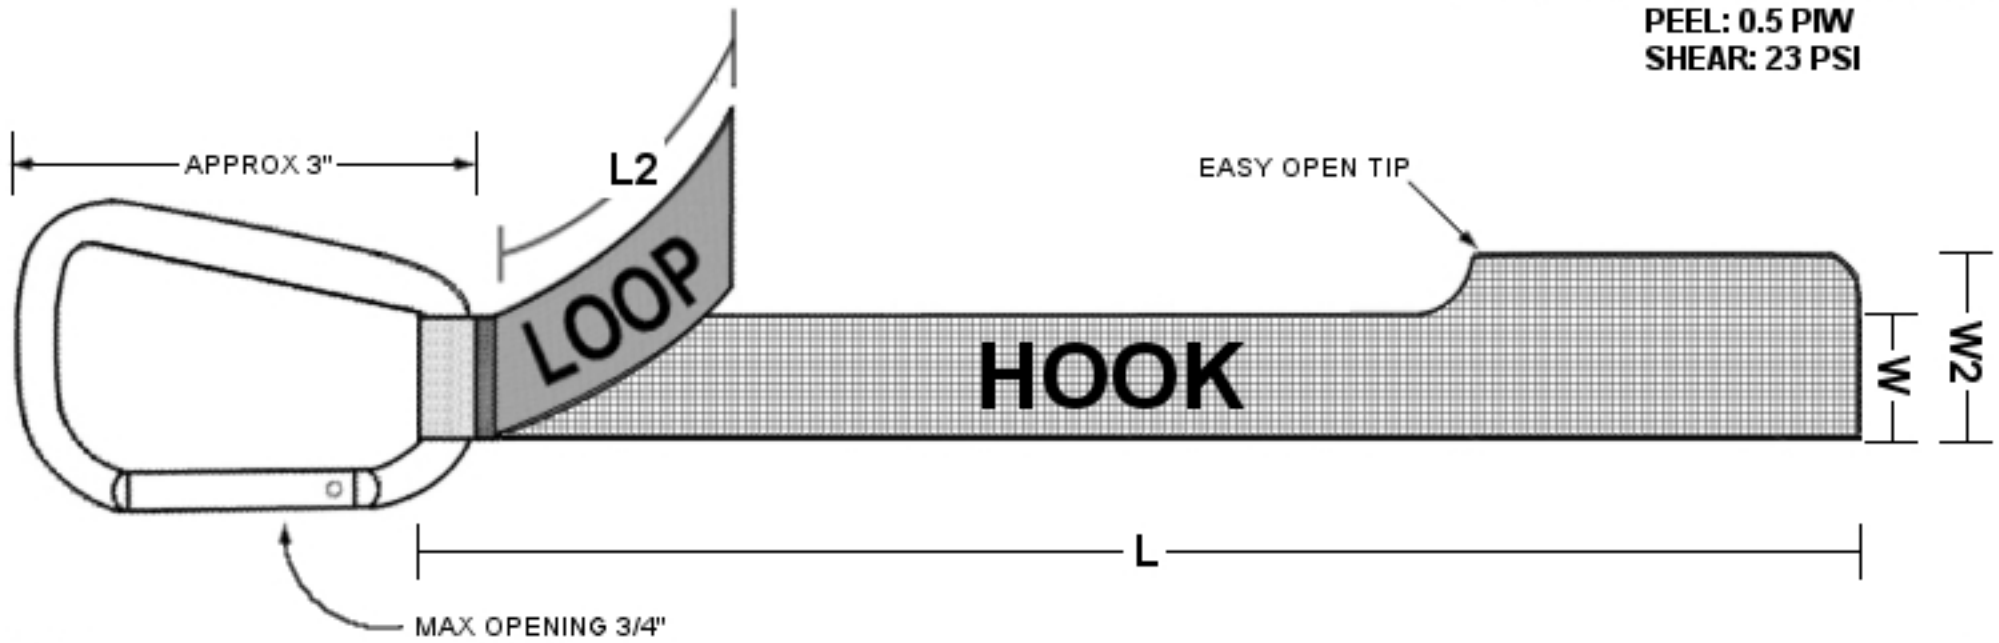 PEEL: 0.5 PIW
SHEAR: 23 PSI
APPROX 3"
L2
EASY OPEN TIP
LOOP
HOOK
W
W2
L
MAX OPENING 3/4"